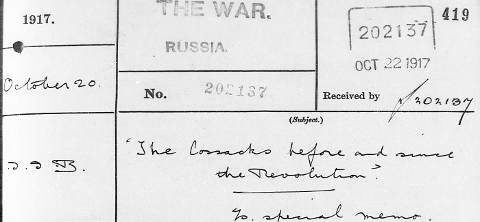 1917.
THE WAR.
RUSSIA.
419
202137
OCT 22 1917
October 20.
No. 202137
Received by 202137
(Subject.)
"The Cossacks before and since
the Revolution".
special memo.